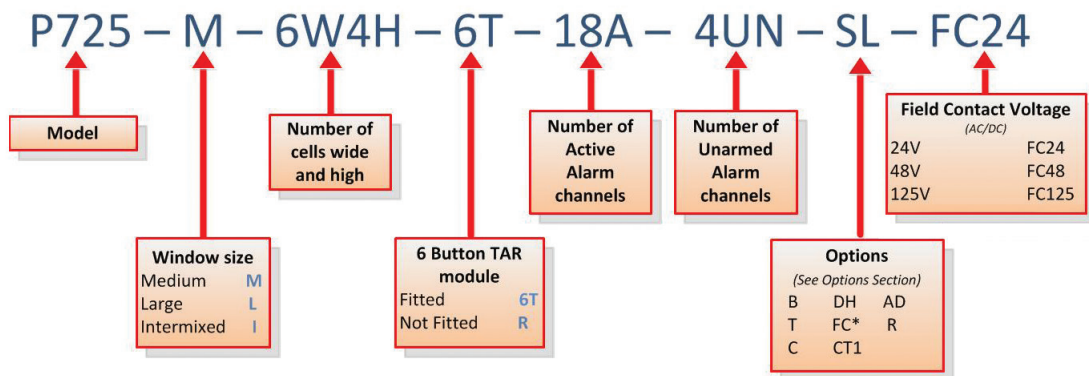 P725 – M – 6W4H – 6T – 18A – 4UN – SL – FC24
Model
Number of
cells wide
and high
Number of
Active
Alarm
channels
Number of
Unarmed
Alarm
channels
Field Contact Voltage
(AC/DC)
24V FC24
48V FC48
125V FC125
Window size
Medium M
Large L
Intermixed I
6 Button TAR
module
Fitted 6T
Not Fitted R
Options
(See Options Section)
B DH AD
T FC* R
C CT1